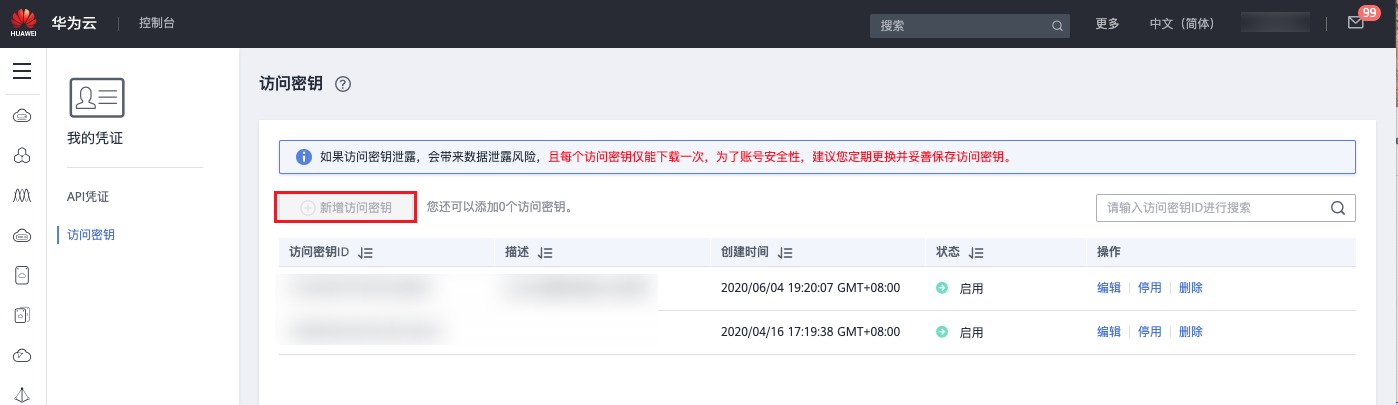 HUAWEI 华为云 控制台 搜索 更多 中文（简体） 99
访问密钥 ?
我的凭证
API凭证
访问密钥
如果访问密钥泄露，会带来数据泄露风险，且每个访问密钥仅能下载一次，为了账号安全性，建议您定期更换并妥善保存访问密钥。
新增访问密钥 您还可以添加0个访问密钥。 请输入访问密钥ID进行搜索
访问密钥ID 描述 创建时间 状态 操作
2020/06/04 19:20:07 GMT+08:00 启用 编辑 停用 删除
2020/04/16 17:19:38 GMT+08:00 启用 编辑 停用 删除